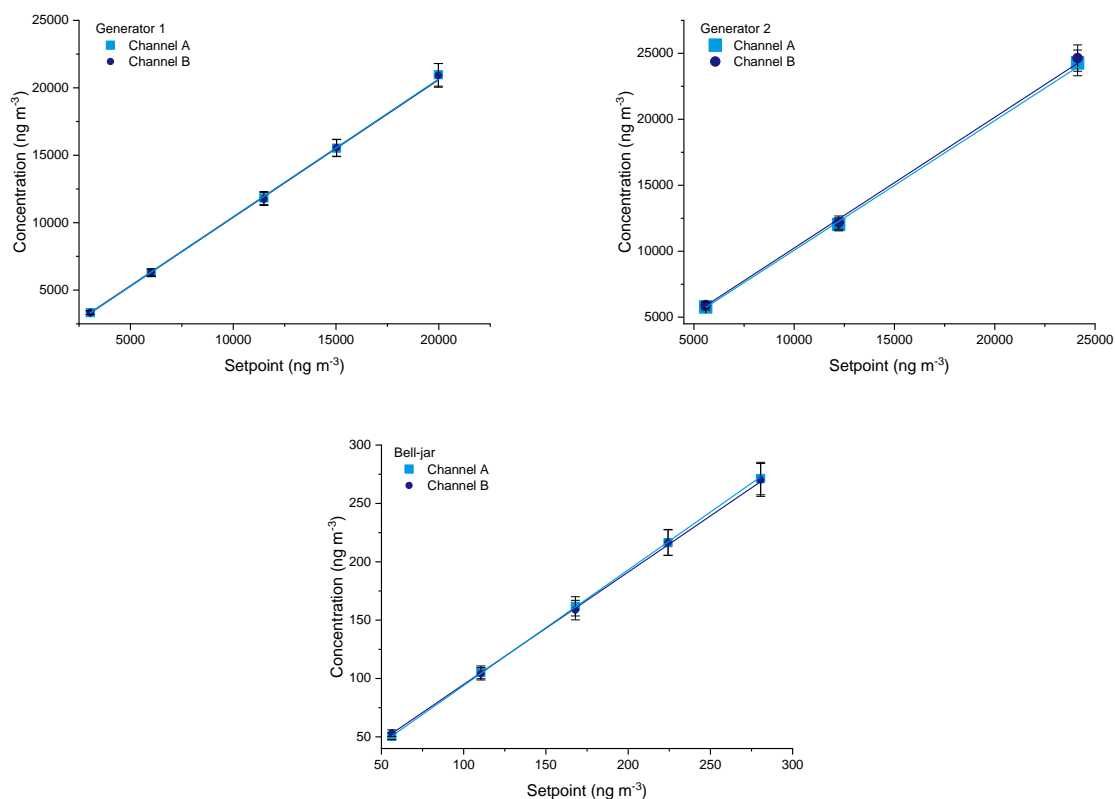 Generator 1
Channel A
Channel B
25000
20000
15000
10000
5000
Concentration (ng m-3)
5000 10000 15000 20000
Setpoint (ng m-3)
Generator 2
Channel A
Channel B
25000
20000
15000
10000
5000
Concentration (ng m-3)
5000 10000 15000 20000 25000
Setpoint (ng m-3)
Bell-jar
Channel A
Channel B
300
250
200
150
100
50
Concentration (ng m-3)
50 100 150 200 250 300
Setpoint (ng m-3)